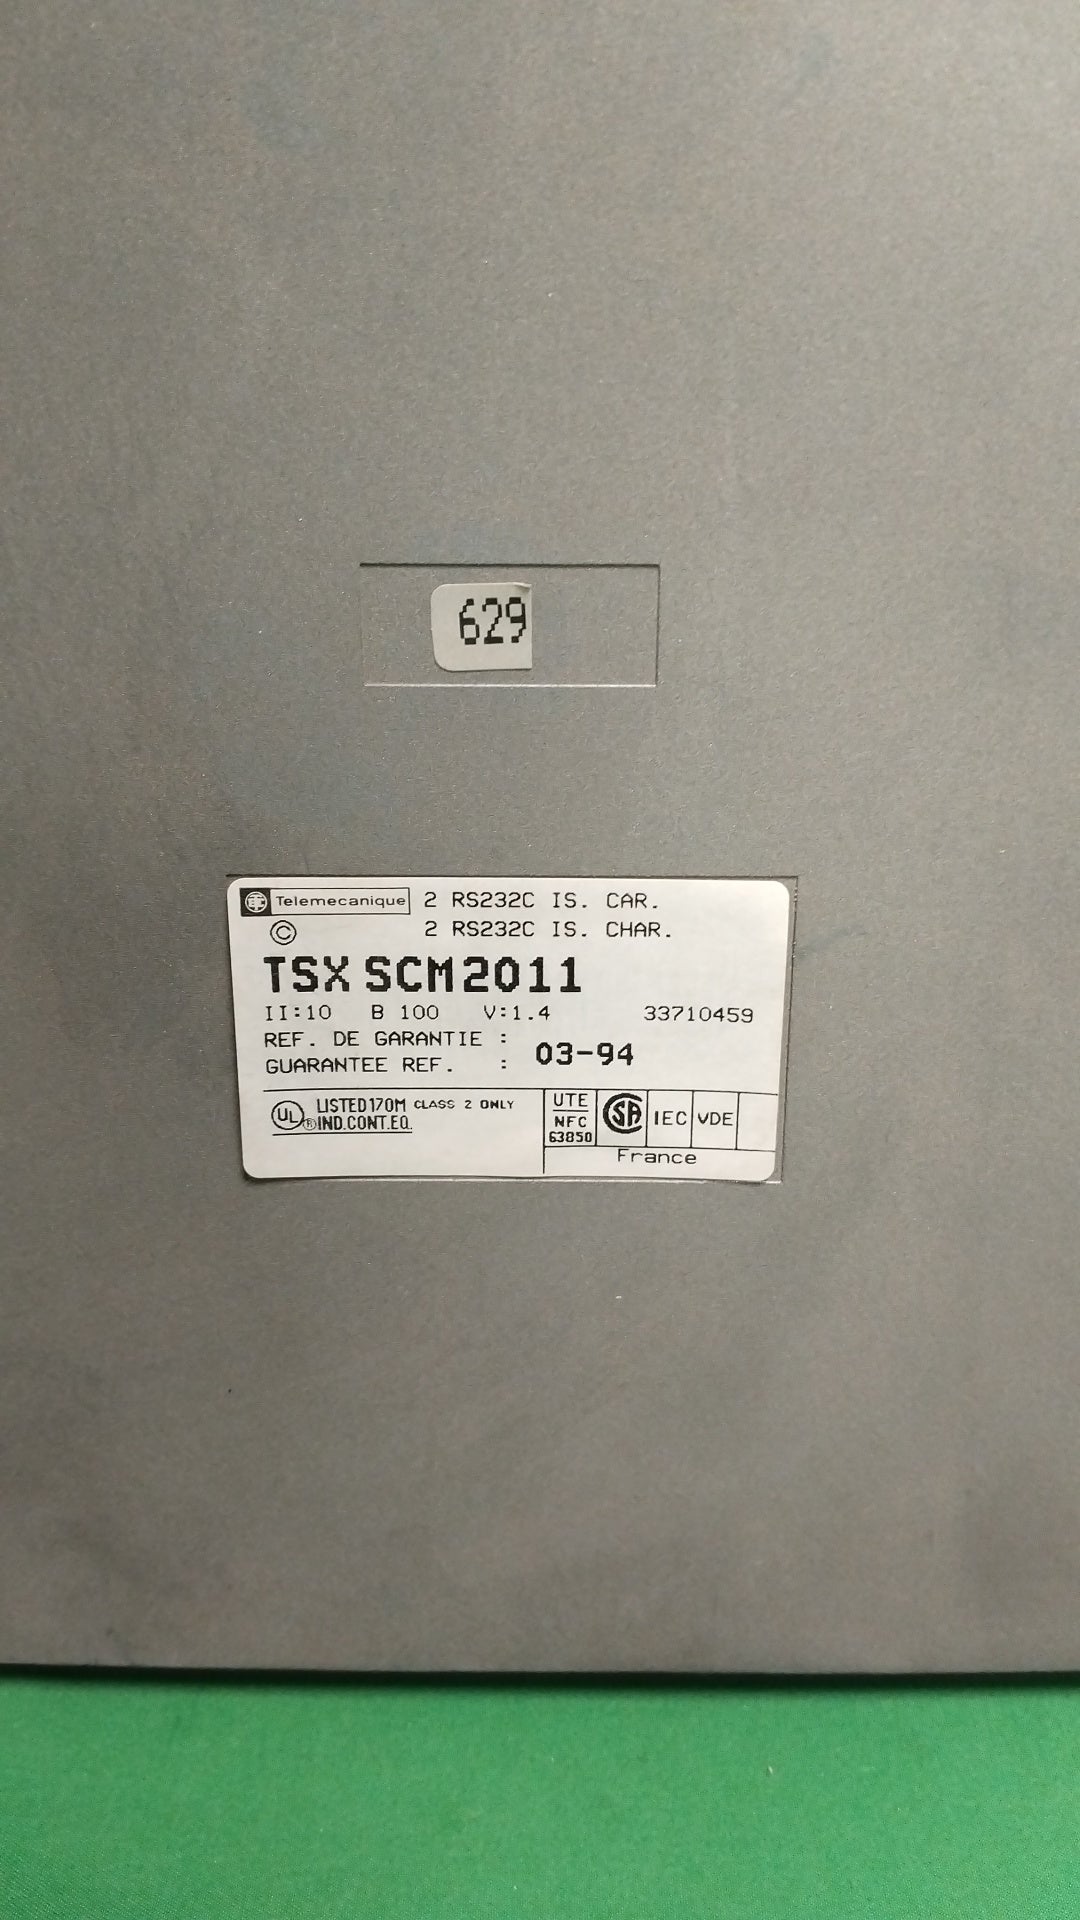 629
Telemecanique 2 RS232C IS. CAR.
© 2 RS232C IS. CHAR.
TSX SCM2011
II:10 B 100 V:1.4 33710459
REF. DE GARANTIE :
GUARANTEE REF. : 03-94
UL ® LISTED 170M CLASS 2 ONLY
IND.CONT.EQ.
UTE
NFC
63850
SA
IEC
VDE
France